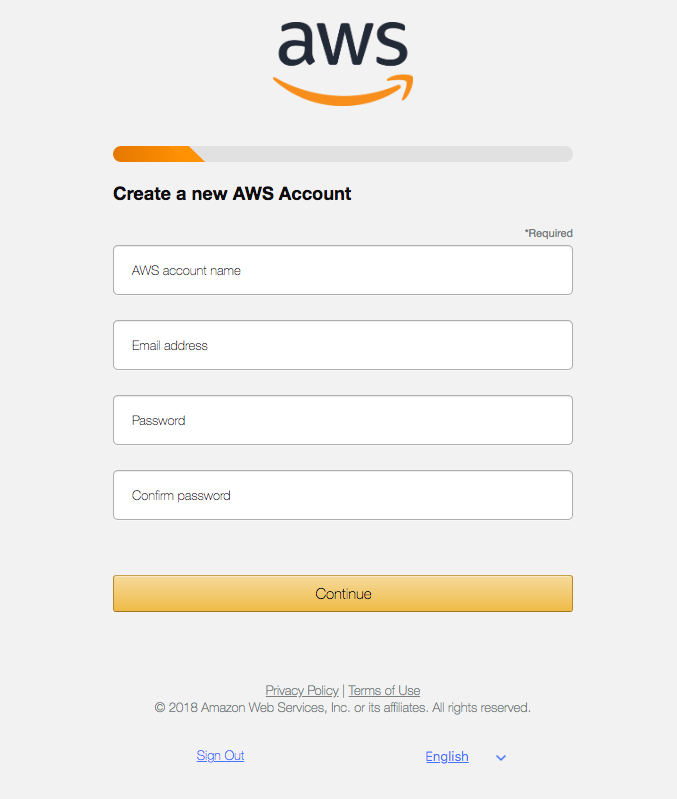 aws
Create a new AWS Account
*Required
AWS account name
Email address
Password
Confirm password
Continue
Privacy Policy | Terms of Use
© 2018 Amazon Web Services, Inc. or its affiliates. All rights reserved.
Sign Out English